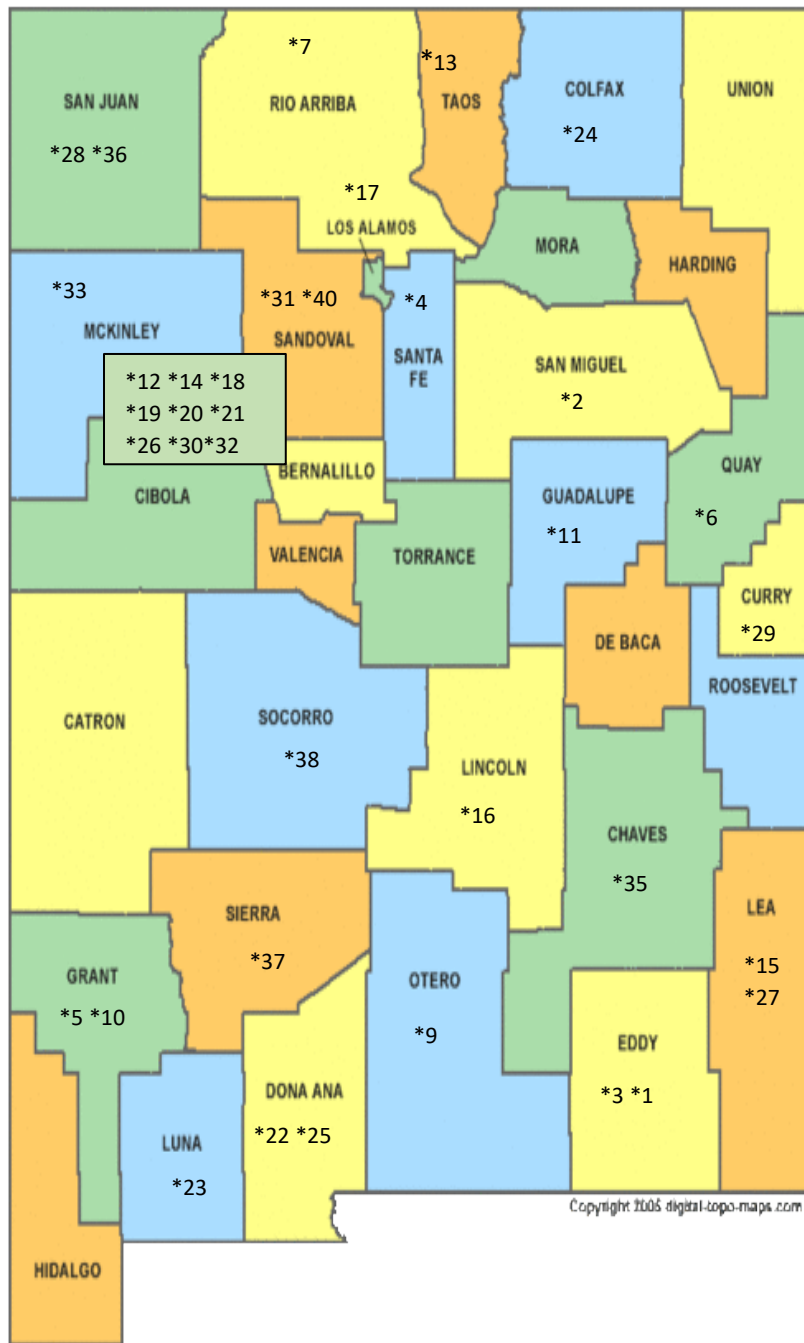 *7
*13
SAN JUAN
RIO ARRIBA
TAOS
COLFAX
UNION
*28 *36
*24
*17
LOS ALAMOS
MORA
HARDING
*33
*31 *40
*4
MCKINLEY
SANDOVAL
SANTA
FE
SAN MIGUEL
*2
*12 *14 *18
*19 *20 *21
*26 *30*32
BERNALILLO
QUAY
CIBOLA
GUADALUPE
*6
*11
VALENCIA
TORRANCE
CURRY
*29
DE BACA
ROOSEVELT
CATRON
SOCORRO
*38
LINCOLN
*16
CHAVES
*35
SIERRA
LEA
*37
*15
*27
GRANT
OTERO
*5 *10
*9
EDDY
*3 *1
DONA ANA
*22 *25
LUNA
*23
Copyright 2005 digital-topo-maps.com
HIDALGO